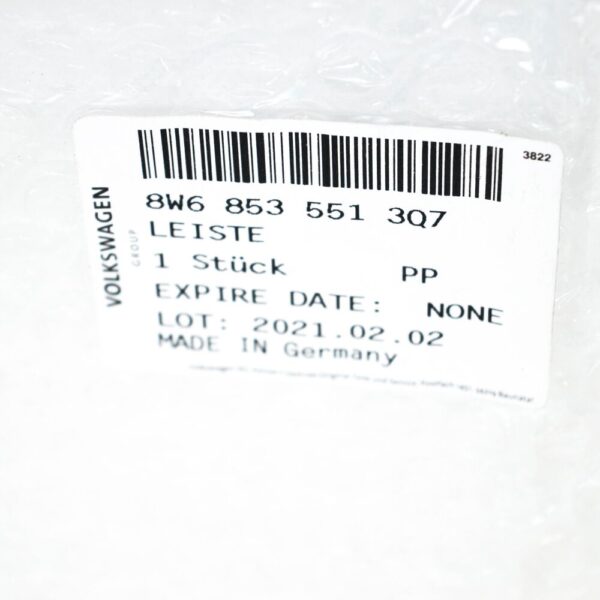 3822
8W6 853 551 3Q7
LEISTE
1 Stück PP
EXPIRE DATE: NONE
LOT: 2021.02.02
MADE IN Germany
VOLKSWAGEN
GROUP